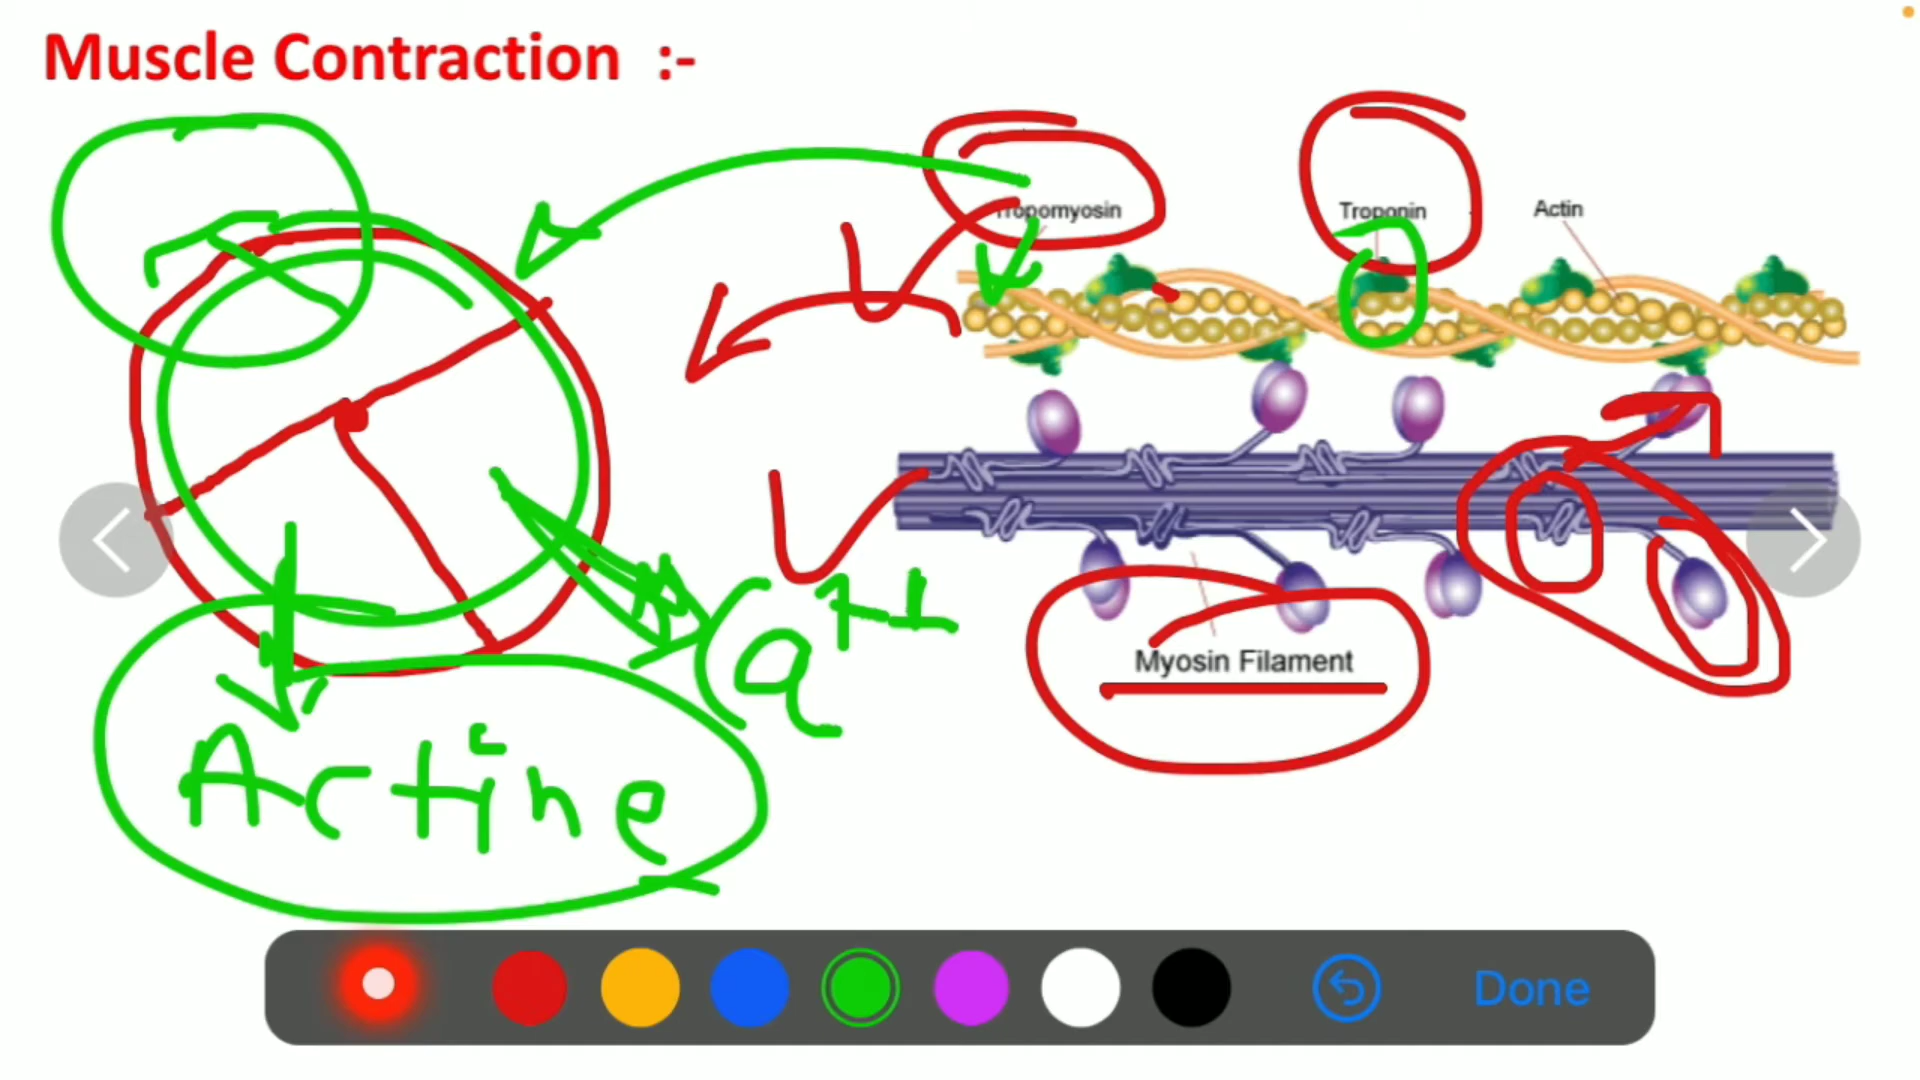 Muscle Contraction :-
Tropomyosin
Troponin
Actin
Ca++
Myosin Filament
Actine
Done